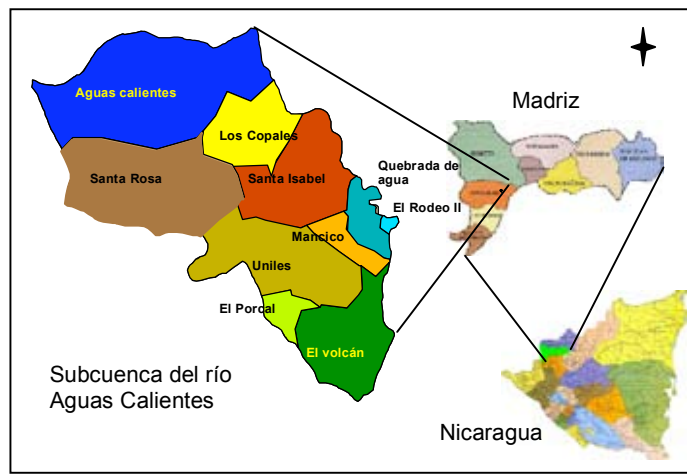 Aguas calientes
Los Copales
Santa Rosa
Santa Isabel
Quebrada de
agua
El Rodeo II
Mancico
Uniles
El Porcal
El volcán
Subcuenca del río
Aguas Calientes
Madriz
Nicaragua